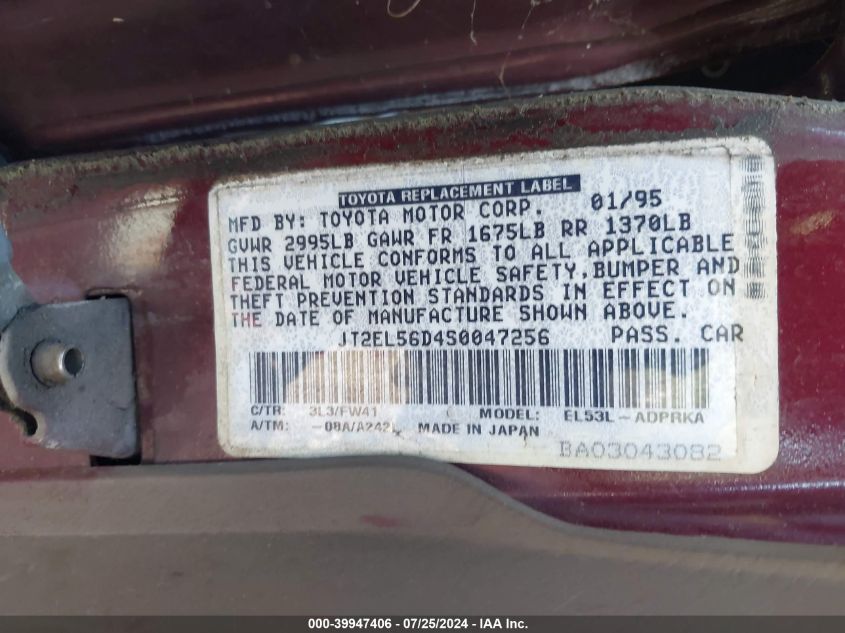 TOYOTA REPLACEMENT LABEL
MFD BY: TOYOTA MOTOR CORP. 01/95
GVWR 2995LB GAWR FR 1675LB RR 1370LB
THIS VEHICLE CONFORMS TO ALL APPLICABLE
FEDERAL MOTOR VEHICLE SAFETY,BUMPER AND
THEFT PREVENTION STANDARDS IN EFFECT ON
THE DATE OF MANUFACTURE SHOWN ABOVE.
JT2EL56D4S0047256 PASS. CAR
C/TR: 3L3/FW41 MODEL: EL53L-ADPRKA
A/TM: -08A/A242L MADE IN JAPAN
BA03043082
000-39947406 / 07/25/2024 - IAA Inc.